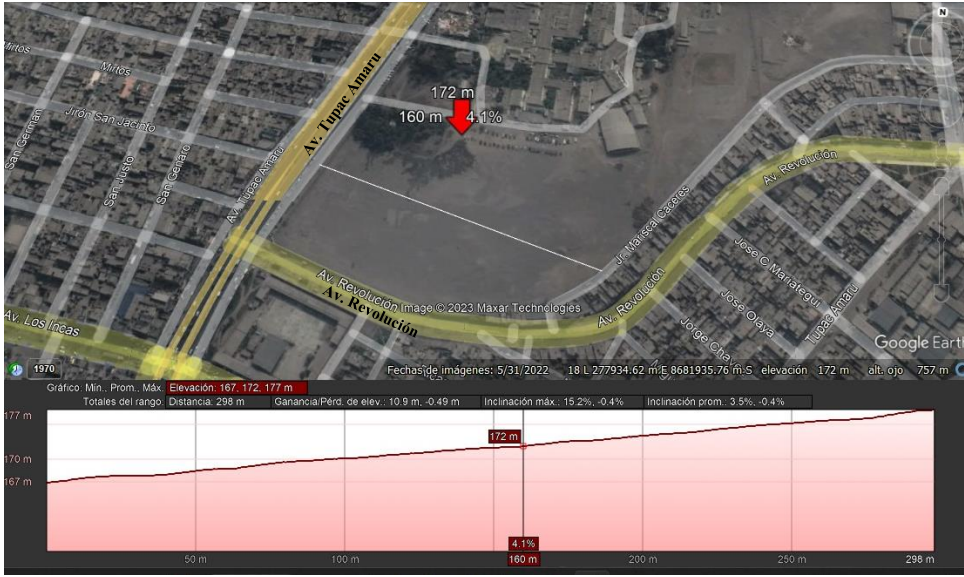 N
Mirtos
Mirtos
Jirón San Jacinto
San German
San Justo
San Genaro
Av. Tupac Amaru
Av. Tupac Amaru
172 m
160 m 4.1%
Av. Revolución
Jr. Mariscal Caceres
Av. Revolución
Av. Revolución
Av. Revolución
Jose C Mariategui
Jose Olaya
Jorge Chav
Tupac Amaru
Av. Los Incas
Image © 2023 Maxar Technologies
Google Earth
1970
Fechas de imágenes: 5/31/2022 18 L 277934.62 m E 8681935.76 m S elevación 172 m alt. ojo 757 m
Gráfico: Mín., Prom., Máx. Elevación: 167, 172, 177 m
Totales del rango: Distancia: 298 m Ganancia/Pérd. de elev.: 10.9 m, -0.49 m Inclinación máx.: 15.2%, -0.4% Inclinación prom.: 3.5%, -0.4%
177 m
172 m
170 m
167 m
4.1%
50 m 100 m 160 m 200 m 250 m 298 m